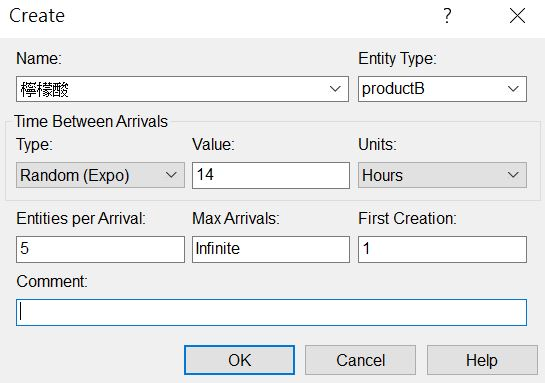 Create
Name: Entity Type:
檸檬酸 productB
Time Between Arrivals
Type: Value: Units:
Random (Expo) 14 Hours
Entities per Arrival: Max Arrivals: First Creation:
5 Infinite 1
Comment:
OK Cancel Help